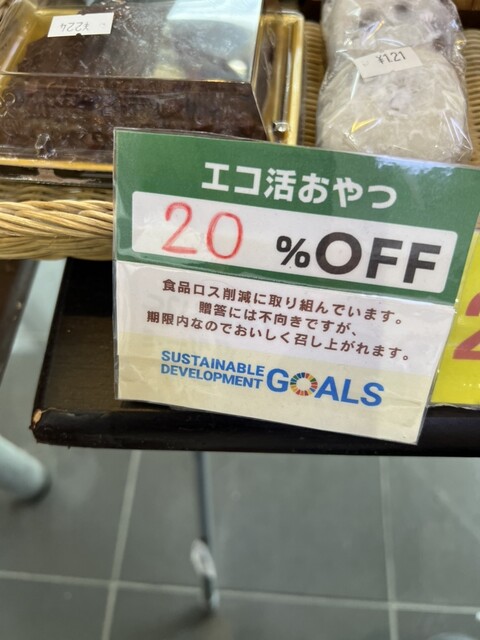 ¥224
¥121
エコ活おやつ
20 %OFF
食品ロス削減に取り組んでいます。
贈答には不向きですが、
期限内なのでおいしく召し上がれます。
SUSTAINABLE
DEVELOPMENT GOALS
2